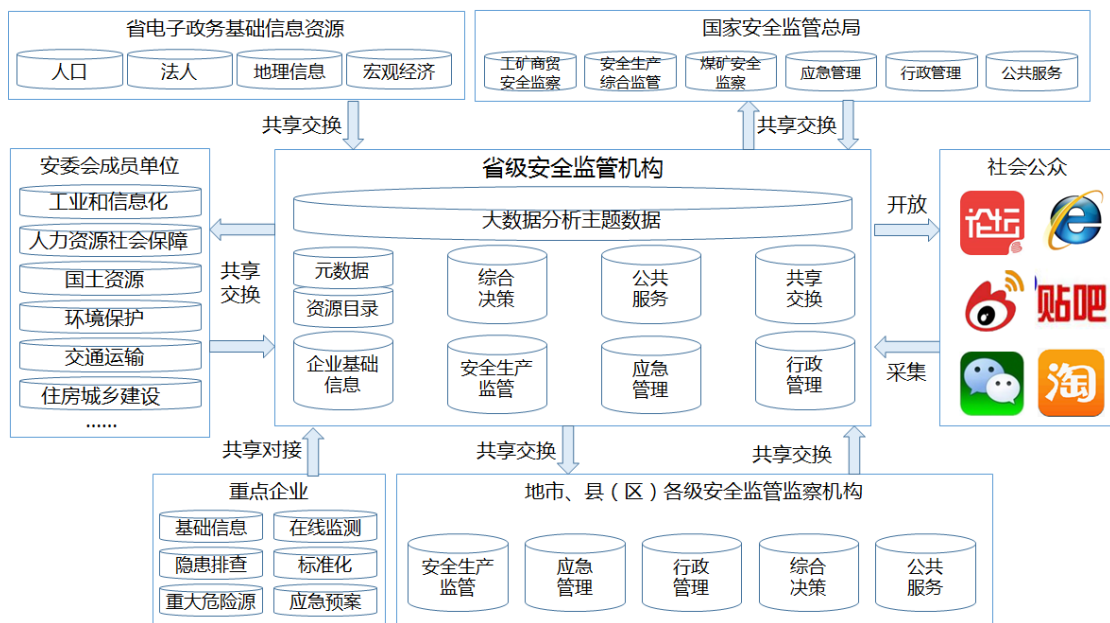 省电子政务基础信息资源
人口
法人
地理信息
宏观经济
国家安全监管总局
工矿商贸
安全监察
安全生产
综合监管
煤矿安全
监察
应急管理
行政管理
公共服务
共享交换
共享交换
安委会成员单位
工业和信息化
人力资源社会保障
国土资源
环境保护
交通运输
住房城乡建设
......
共享
交换
省级安全监管机构
大数据分析主题数据
元数据
资源目录
企业基础
信息
综合
决策
公共
服务
共享
交换
安全生产
监管
应急
管理
行政
管理
开放
采集
社会公众
论坛
e
贴吧
淘
共享对接
共享交换
共享交换
重点企业
基础信息
在线监测
隐患排查
标准化
重大危险源
应急预案
地市、县（区）各级安全监管监察机构
安全生产
监管
应急
管理
行政
管理
综合
决策
公共
服务